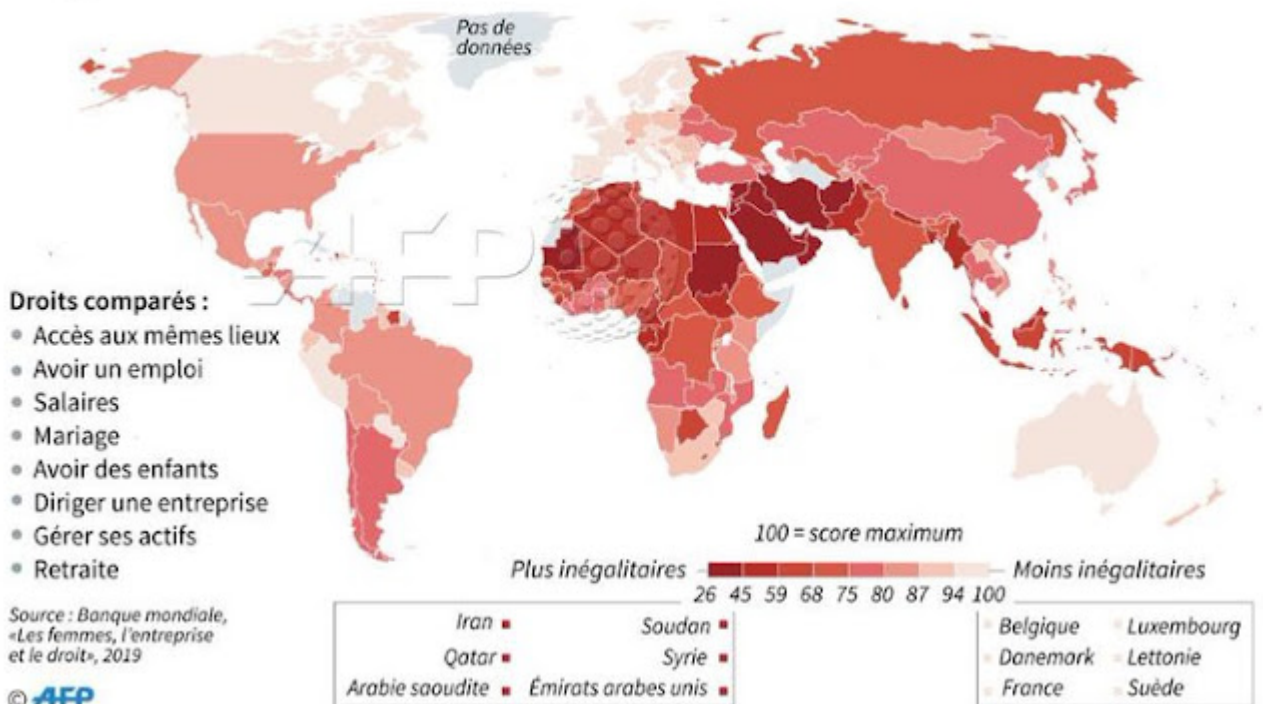 Pas de
données
AFP
Droits comparés :
• Accès aux mêmes lieux
• Avoir un emploi
• Salaires
• Mariage
• Avoir des enfants
• Diriger une entreprise
• Gérer ses actifs
• Retraite
100 = score maximum
Plus inégalitaires
Moins inégalitaires
26 45 59 68 75 80 87 94 100
Source : Banque mondiale,
«Les femmes, l'entreprise
et le droit», 2019
© AFP
Iran
Soudan
Qatar
Syrie
Arabie saoudite
Émirats arabes unis
Belgique
Luxembourg
Danemark
Lettonie
France
Suède